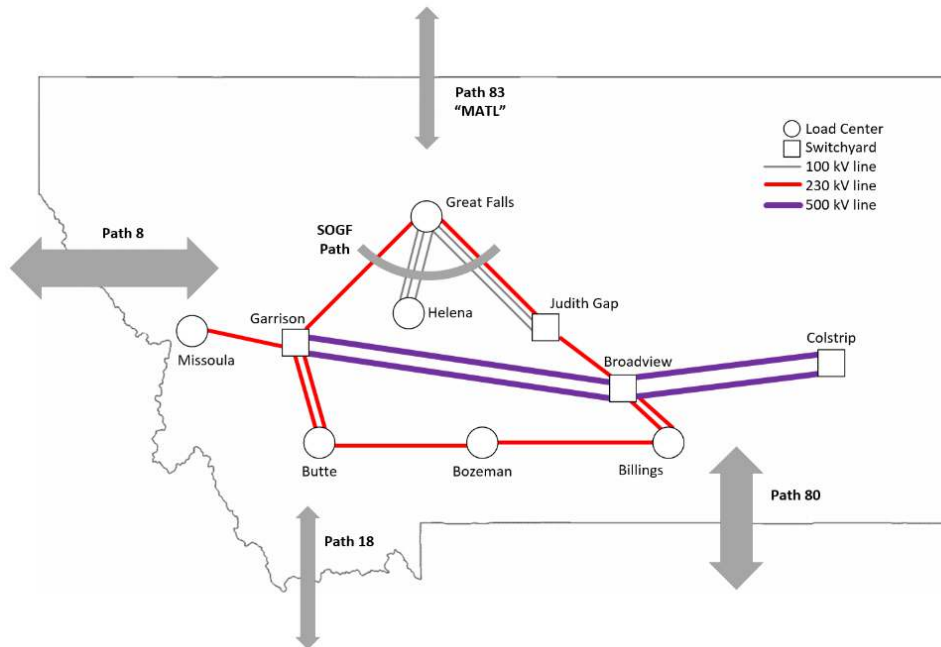 Path 83
"MATL"
Load Center
Switchyard
100 kV line
230 kV line
500 kV line
Great Falls
Path 8
SOGF
Path
Judith Gap
Helena
Garrison
Colstrip
Missoula
Broadview
Butte
Bozeman
Billings
Path 80
Path 18